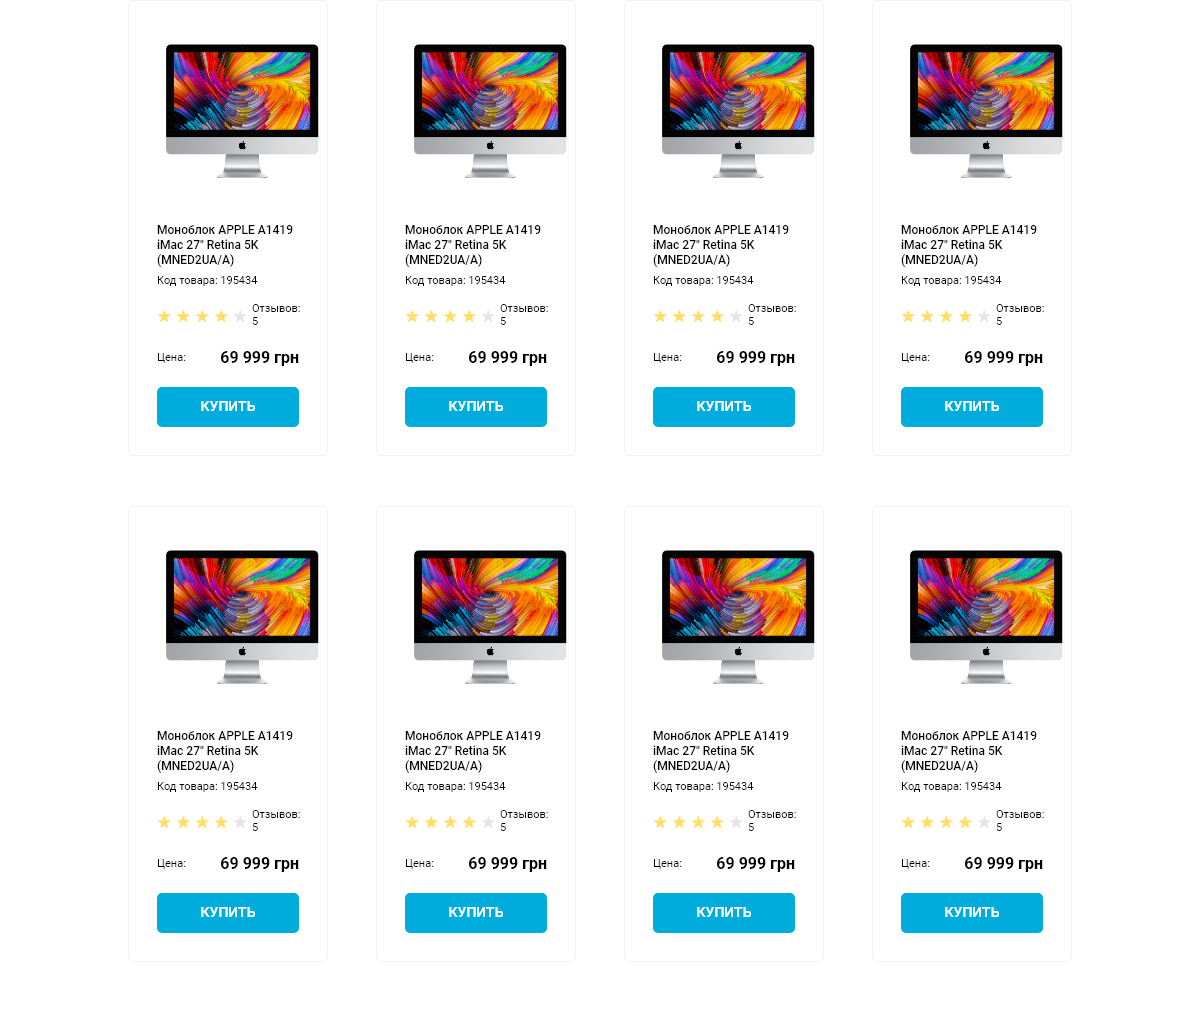 Моноблок APPLE A1419
iMac 27" Retina 5K
(MNED2UA/A)
Код товара: 195434
Отзывов:
5
Цена: 69 999 грн
КУПИТЬ
Моноблок APPLE A1419
iMac 27" Retina 5K
(MNED2UA/A)
Код товара: 195434
Отзывов:
5
Цена: 69 999 грн
КУПИТЬ
Моноблок APPLE A1419
iMac 27" Retina 5K
(MNED2UA/A)
Код товара: 195434
Отзывов:
5
Цена: 69 999 грн
КУПИТЬ
Моноблок APPLE A1419
iMac 27" Retina 5K
(MNED2UA/A)
Код товара: 195434
Отзывов:
5
Цена: 69 999 грн
КУПИТЬ
Моноблок APPLE A1419
iMac 27" Retina 5K
(MNED2UA/A)
Код товара: 195434
Отзывов:
5
Цена: 69 999 грн
КУПИТЬ
Моноблок APPLE A1419
iMac 27" Retina 5K
(MNED2UA/A)
Код товара: 195434
Отзывов:
5
Цена: 69 999 грн
КУПИТЬ
Моноблок APPLE A1419
iMac 27" Retina 5K
(MNED2UA/A)
Код товара: 195434
Отзывов:
5
Цена: 69 999 грн
КУПИТЬ
Моноблок APPLE A1419
iMac 27" Retina 5K
(MNED2UA/A)
Код товара: 195434
Отзывов:
5
Цена: 69 999 грн
КУПИТЬ